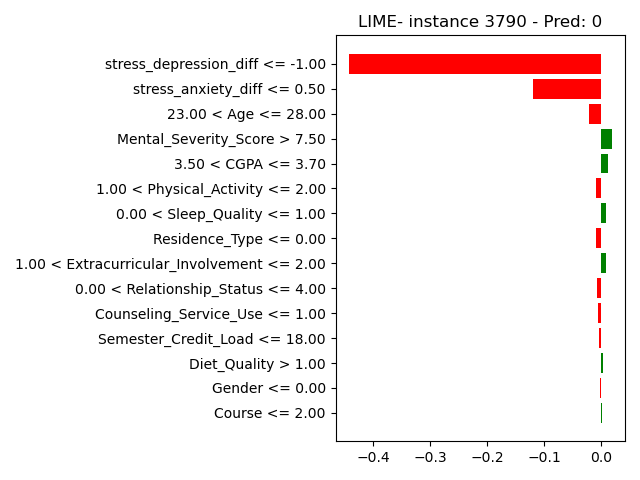 LIME- instance 3790 - Pred: 0
stress_depression_diff <= -1.00
stress_anxiety_diff <= 0.50
23.00 < Age <= 28.00
Mental_Severity_Score > 7.50
3.50 < CGPA <= 3.70
1.00 < Physical_Activity <= 2.00
0.00 < Sleep_Quality <= 1.00
Residence_Type <= 0.00
1.00 < Extracurricular_Involvement <= 2.00
0.00 < Relationship_Status <= 4.00
Counseling_Service_Use <= 1.00
Semester_Credit_Load <= 18.00
Diet_Quality > 1.00
Gender <= 0.00
Course <= 2.00
−0.4 −0.3 −0.2 −0.1 0.0